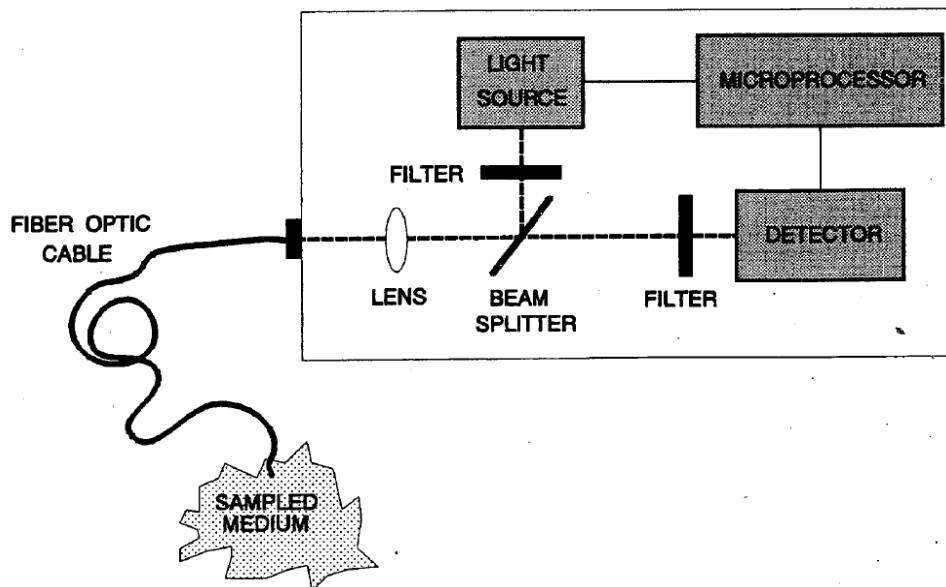 LIGHT
SOURCE
MICROPROCESSOR
FILTER
FIBER OPTIC
CABLE
DETECTOR
LENS
BEAM
SPLITTER
FILTER
SAMPLED
MEDIUM